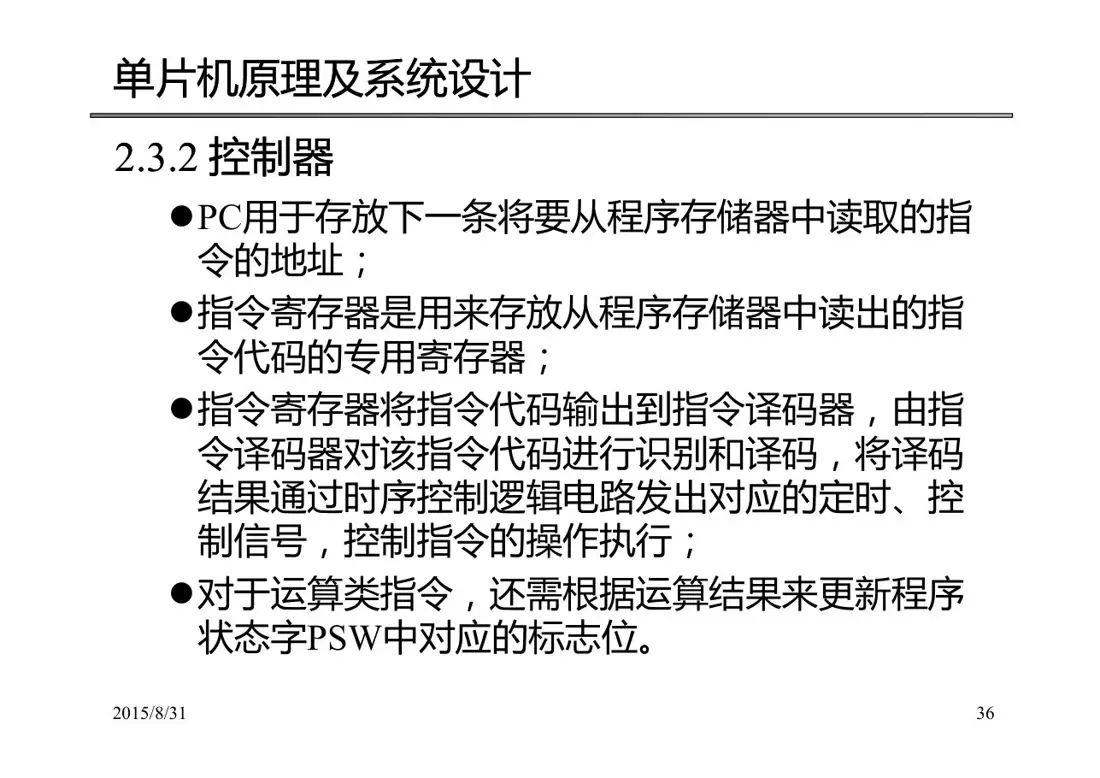 单片机原理及系统设计
2.3.2 控制器
●PC用于存放下一条将要从程序存储器中读取的指
令的地址；
●指令寄存器是用来存放从程序存储器中读出的指
令代码的专用寄存器；
●指令寄存器将指令代码输出到指令译码器，由指
令译码器对该指令代码进行识别和译码，将译码
结果通过时序控制逻辑电路发出对应的定时、控
制信号，控制指令的操作执行；
●对于运算类指令，还需根据运算结果来更新程序
状态字PSW中对应的标志位。
2015/8/31
36